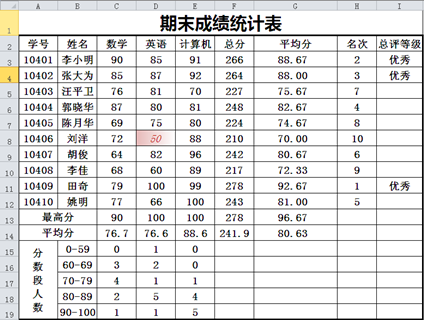 A B C D E F G H I
1 期末成绩统计表
2 学号 姓名 数学 英语 计算机 总分 平均分 名次 总评等级
3 10401 李小明 90 85 91 266 88.67 2 优秀
4 10402 张大为 85 87 92 264 88.00 3 优秀
5 10403 汪平卫 76 81 70 227 75.67 7
6 10404 郭晓华 87 80 81 248 82.67 4
7 10405 陈月华 69 75 80 224 74.67 8
8 10406 刘洋 72 50 88 210 70.00 10
9 10407 胡俊 64 82 96 242 80.67 6
10 10408 李佳 68 60 89 217 72.33 9
11 10409 田奇 79 100 99 278 92.67 1 优秀
12 10410 姚明 77 66 100 243 81.00 5
13 最高分 90 100 100 278 96.67
14 平均分 76.7 76.6 88.6 241.9 80.63
15 分数段人数 0-59 0 1 0
16 60-69 3 2 0
17 70-79 4 1 1
18 80-89 2 5 4
19 90-100 1 1 5